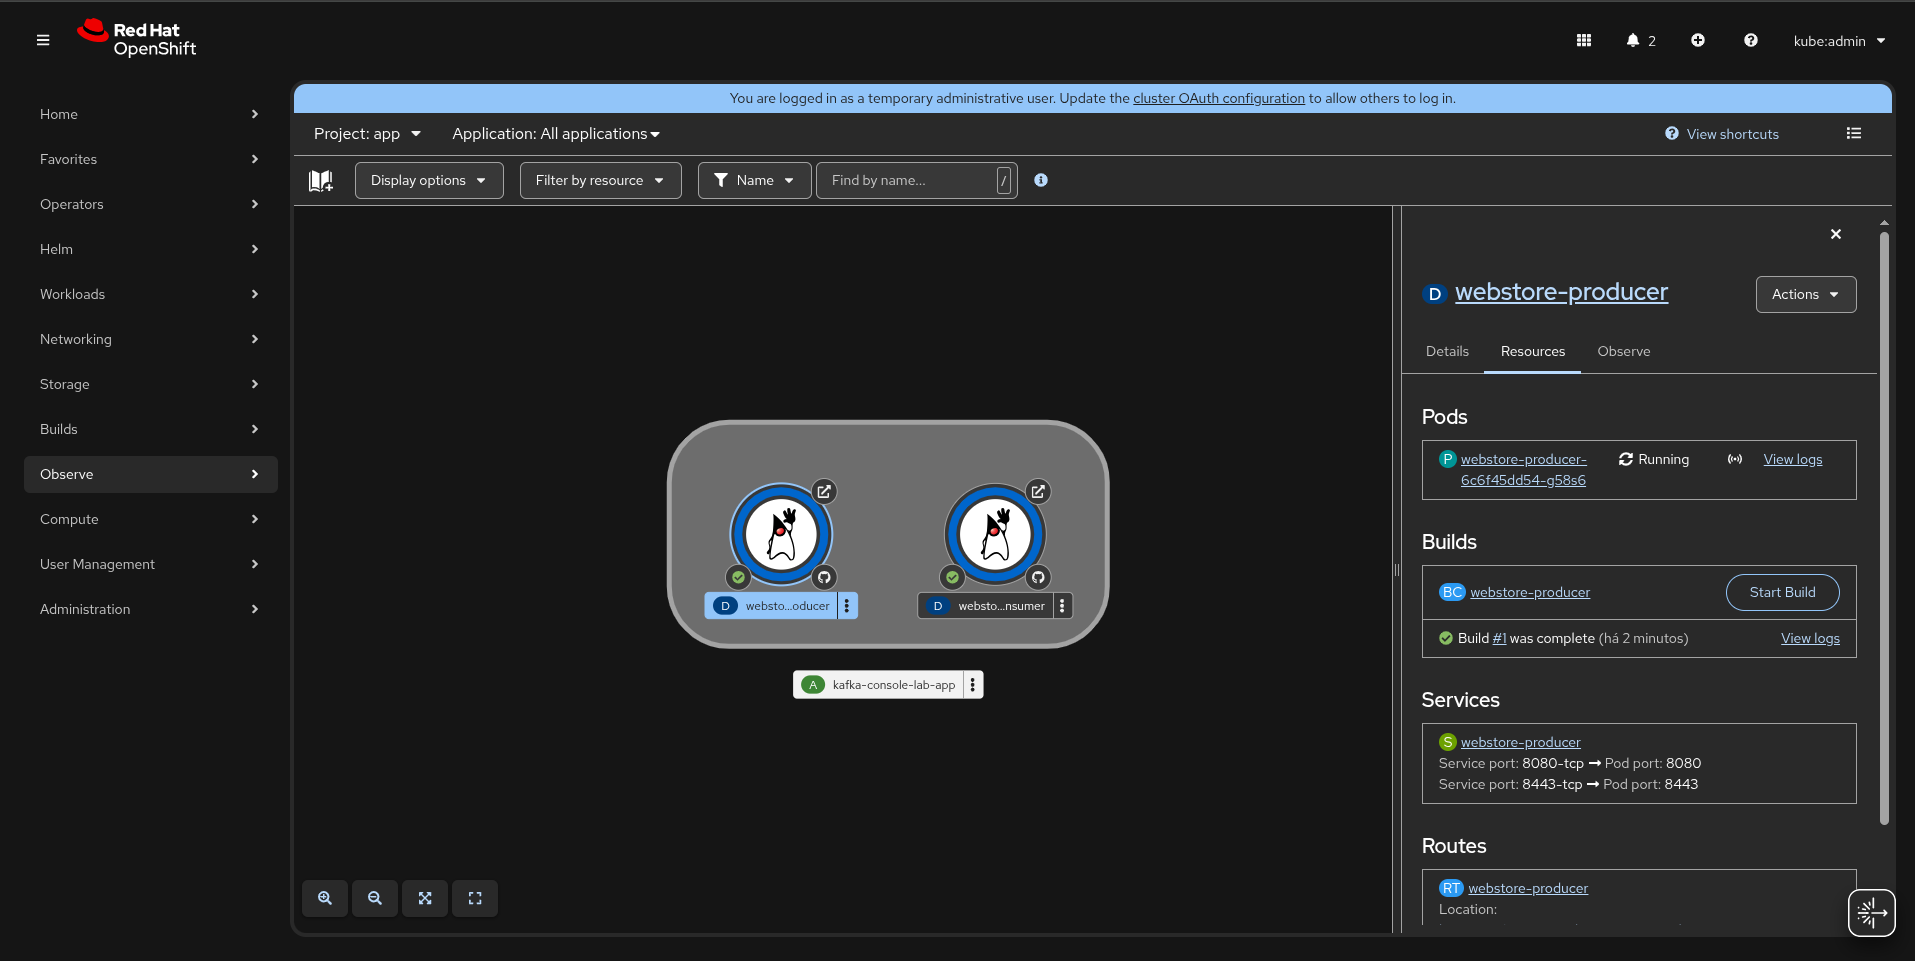 Red Hat
OpenShift
2
kube:admin
Home
Favorites
Operators
Helm
Workloads
Networking
Storage
Builds
Observe
Compute
User Management
Administration
You are logged in as a temporary administrative user. Update the cluster OAuth configuration to allow others to log in.
Project: app
Application: All applications
View shortcuts
Display options
Filter by resource
Name
Find by name...
/
D websto...oducer
D websto...nsumer
A kafka-console-lab-app
D webstore-producer
Actions
Details
Resources
Observe
Pods
P webstore-producer-
6c6f45dd54-g58s6
Running
View logs
Builds
BC webstore-producer
Start Build
Build #1 was complete (há 2 minutos)
View logs
Services
S webstore-producer
Service port: 8080-tcp → Pod port: 8080
Service port: 8443-tcp → Pod port: 8443
Routes
RT webstore-producer
Location: